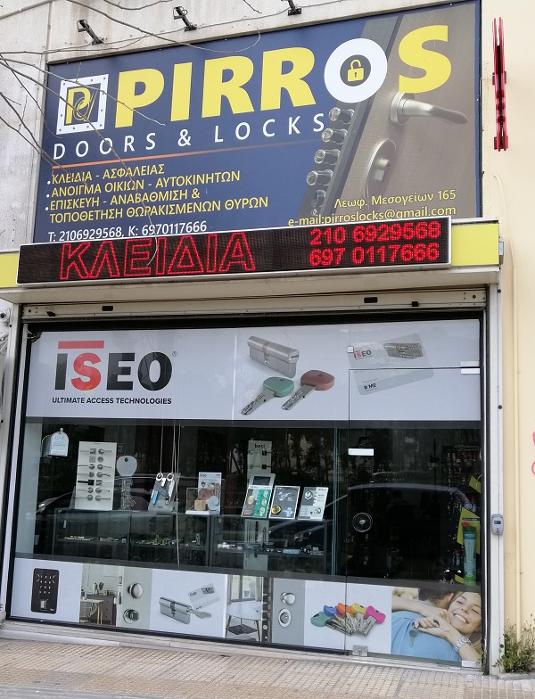 PIRROS
DOORS & LOCKS
•ΚΛΕΙΔΙΑ - ΑΣΦΑΛΕΙΑΣ
•ΑΝΟΙΓΜΑ ΟΙΚΙΩΝ - ΑΥΤΟΚΙΝΗΤΩΝ
•ΕΠΙΣΚΕΥΗ - ΑΝΑΒΑΘΜΙΣΗ &
ΤΟΠΟΘΕΤΗΣΗ ΘΩΡΑΚΙΣΜΕΝΩΝ ΘΥΡΩΝ
Τ: 2106929568, Κ: 6970117666
Λεωφ. Μεσογείων 165
e-mail:pirroslocks@gmail.com
ΚΛΕΙΔΙΑ
210 6929568
697 0117666
ISEO®
ULTIMATE ACCESS TECHNOLOGIES
ISEO